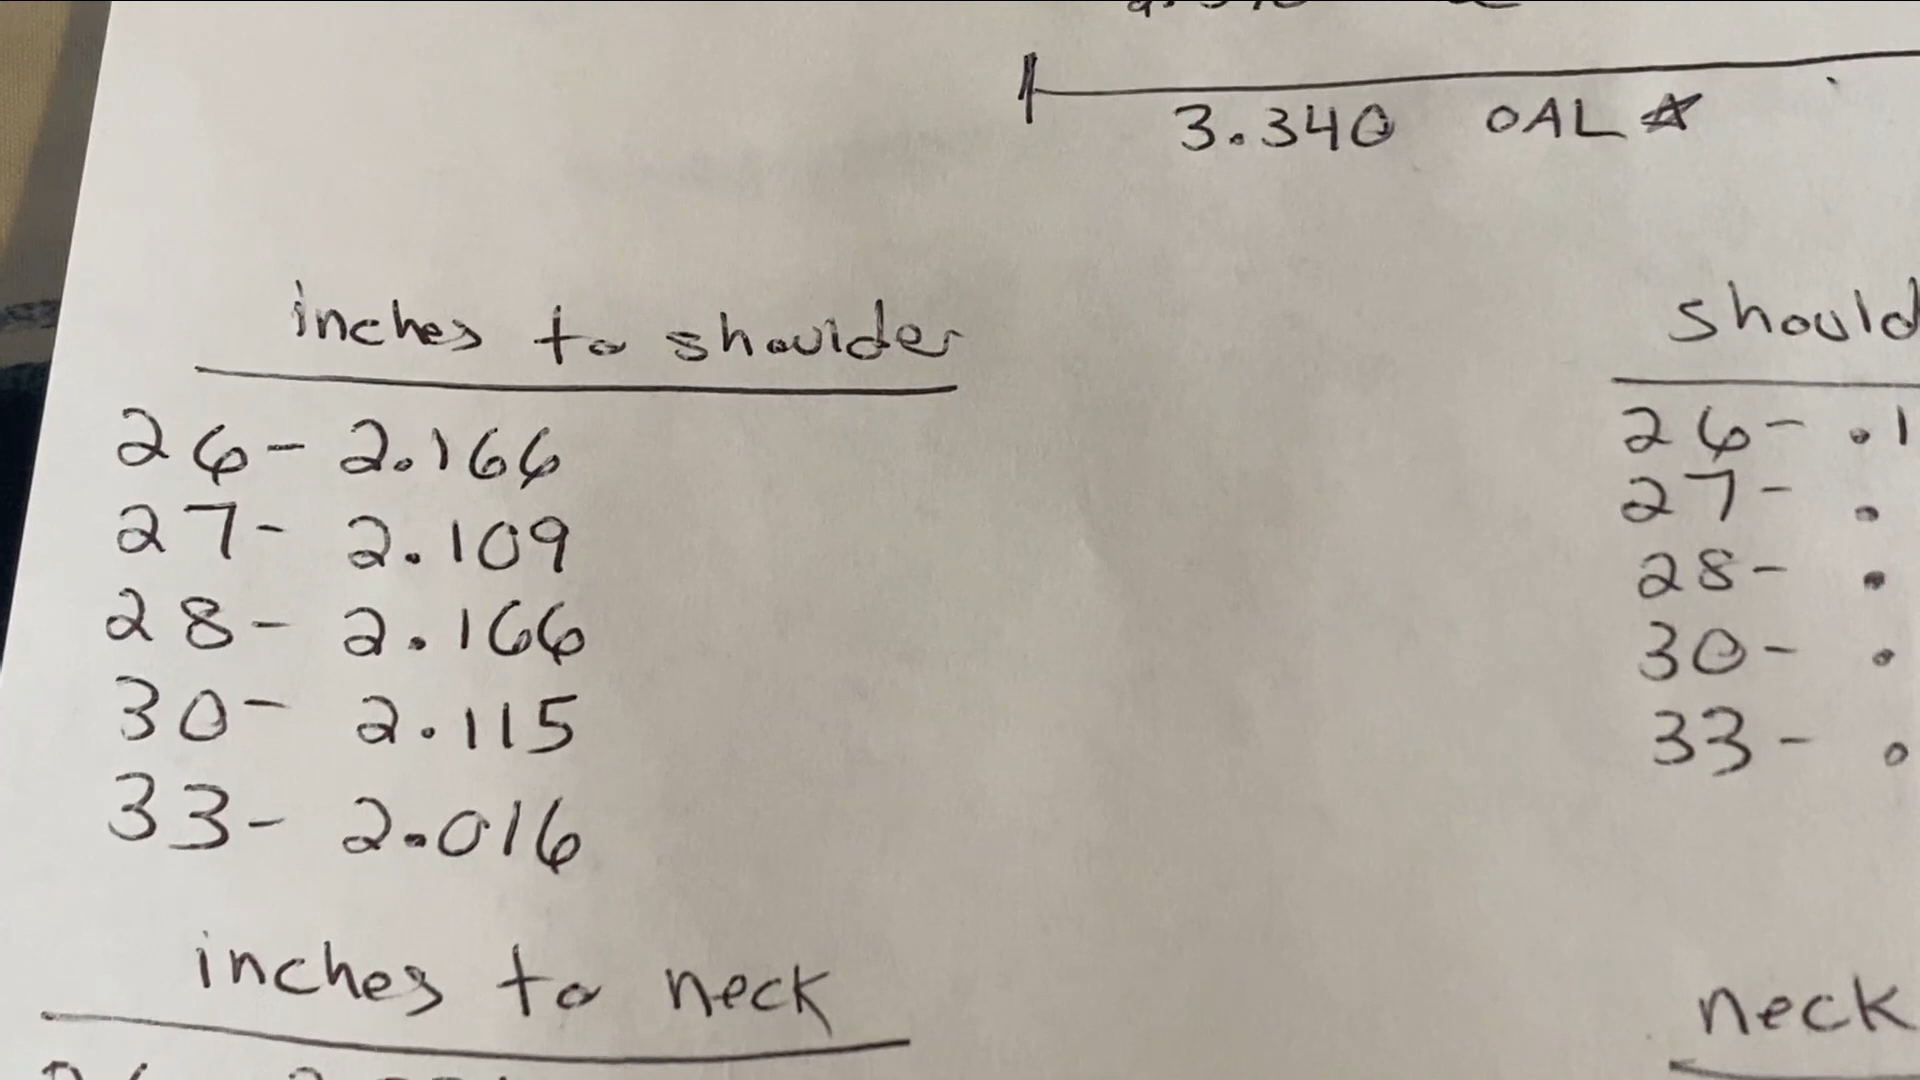 3.340 OAL
inches to shoulder
26- 2.166
27- 2.109
28- 2.166
30- 2.115
33- 2.016
inches to neck
should
26- .1
27- .
28- .
30- .
33- .
neck